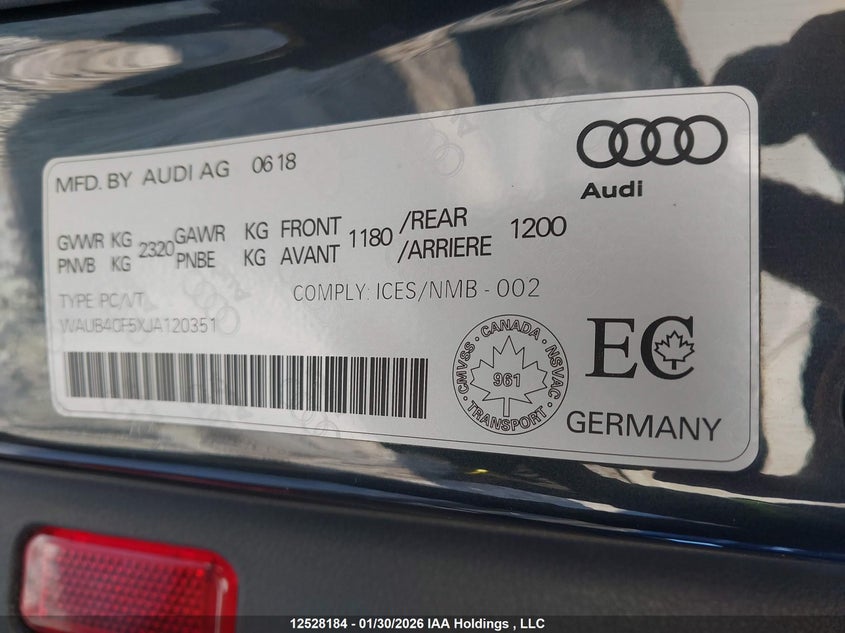 MFD. BY AUDI AG 0618
Audi
GVWR KG 2320 GAWR KG FRONT 1180 /REAR 1200
PNVB KG PNBE KG AVANT /ARRIERE
TYPE PC/VT COMPLY: ICES/NMB - 002
WAUB4CF5XJA120351
CMVSS · CANADA · NSVAC
961
TRANSPORT
EC
GERMANY
12528184 - 01/30/2026 IAA Holdings , LLC